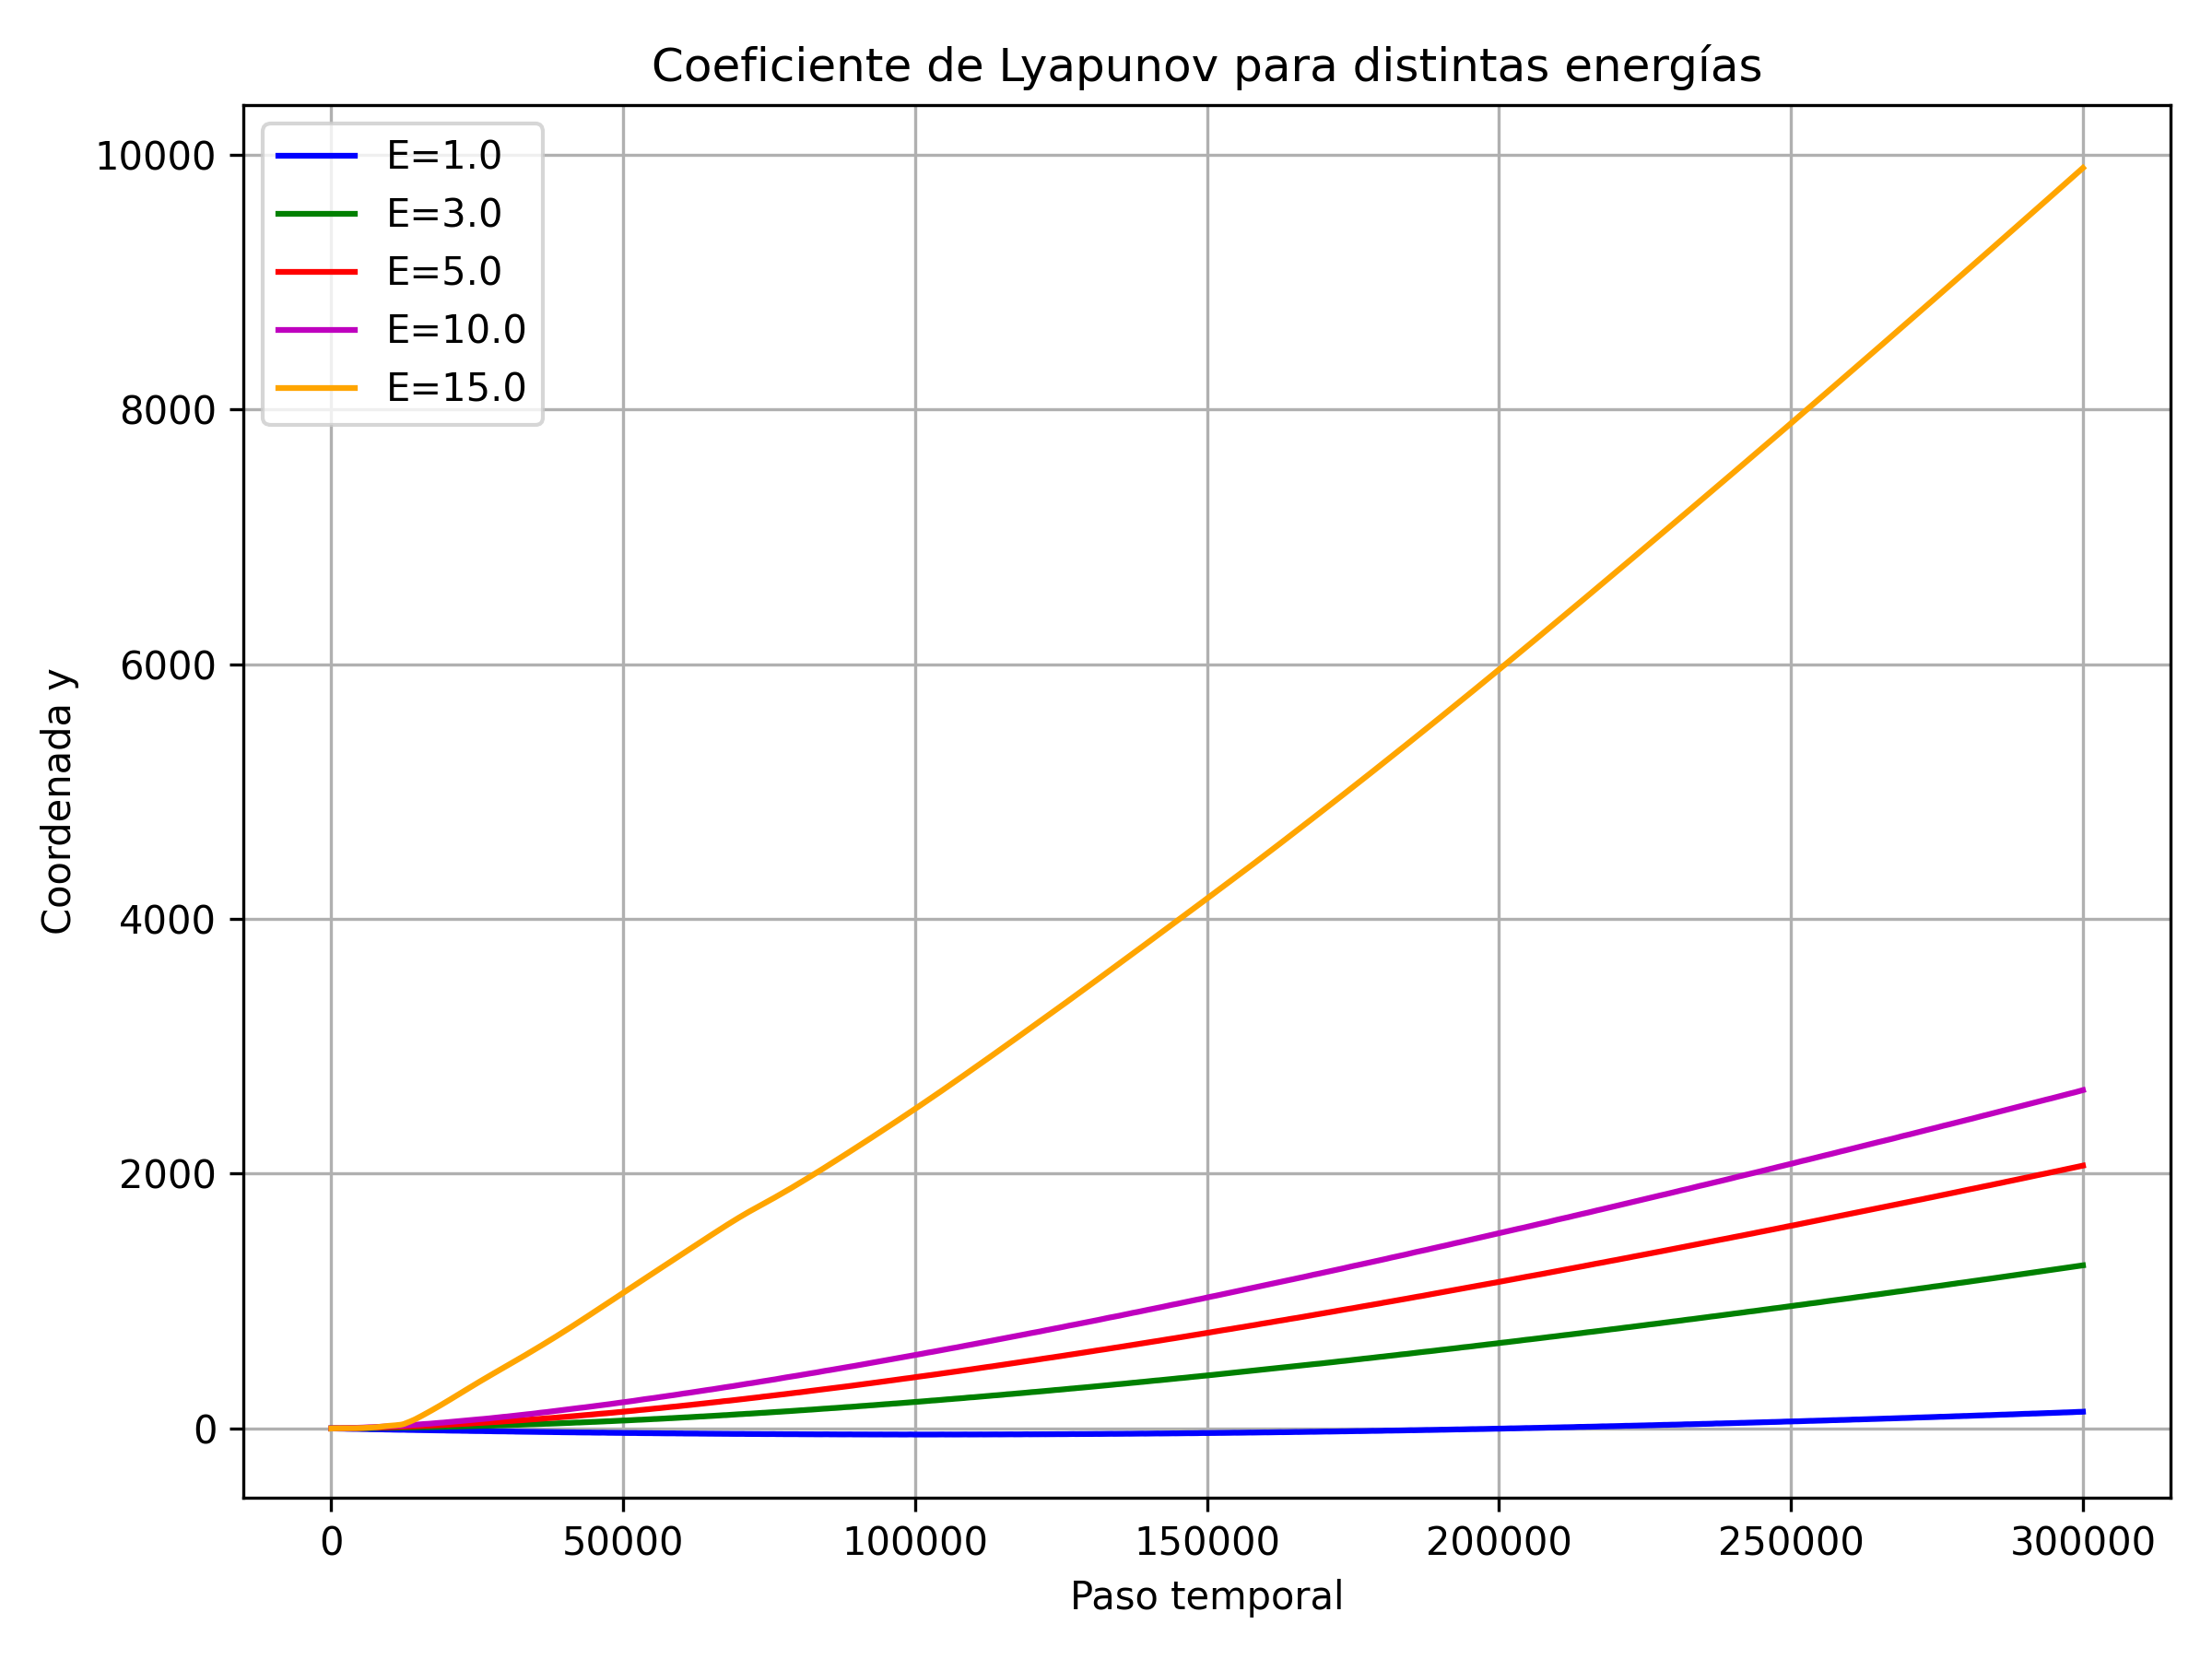 Coeficiente de Lyapunov para distintas energías
E=1.0
E=3.0
E=5.0
E=10.0
E=15.0
10000
8000
6000
4000
2000
0
Coordenada y
0 50000 100000 150000 200000 250000 300000
Paso temporal